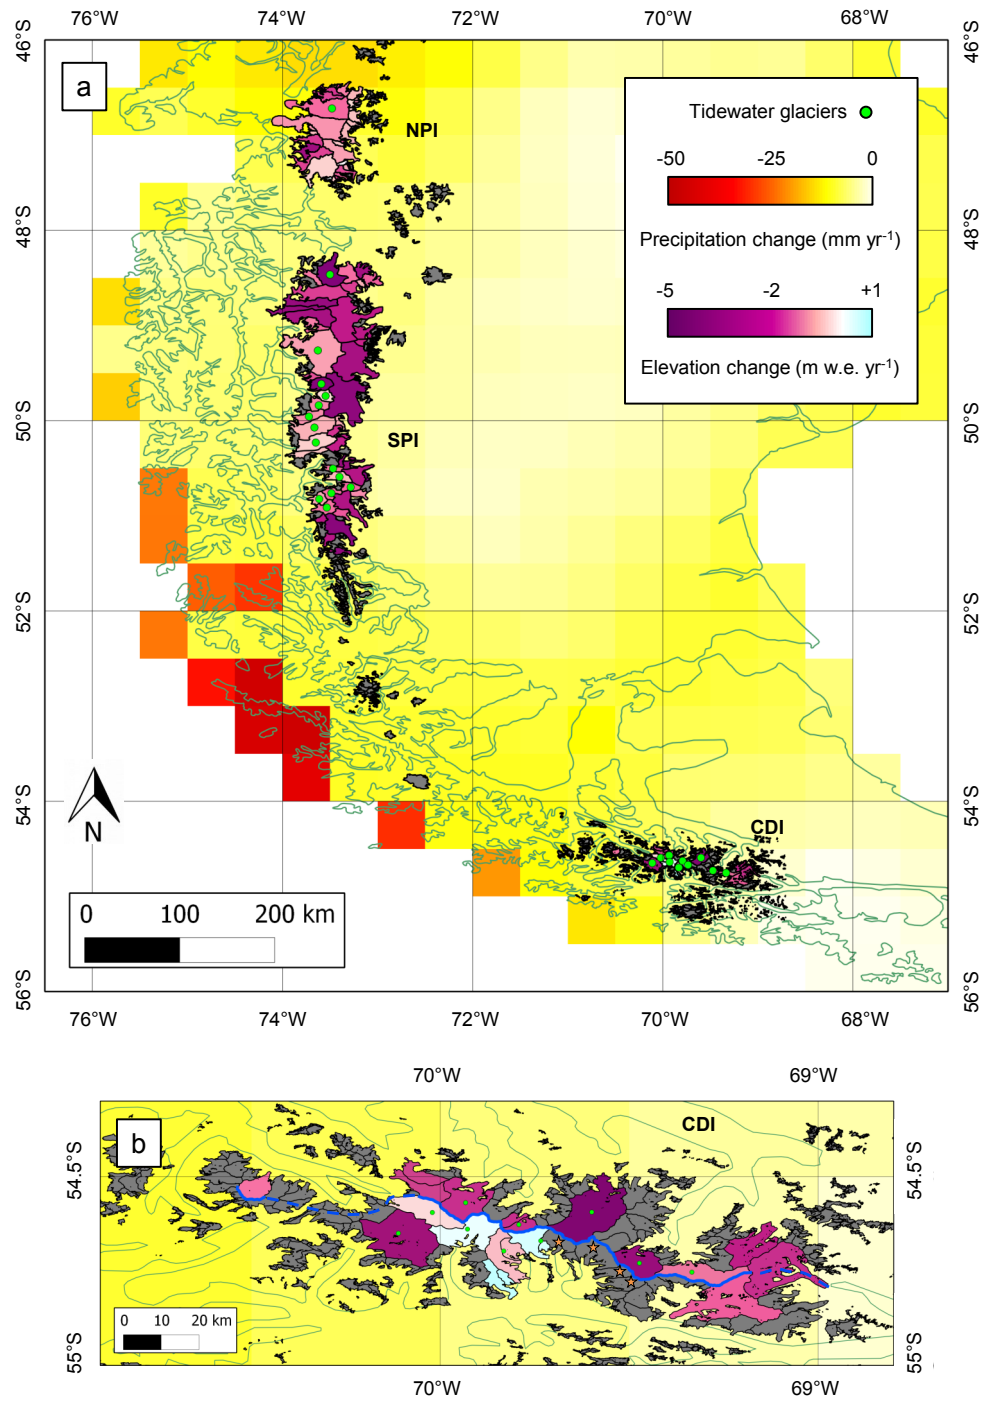 76°W 74°W 72°W 70°W 68°W
46°S 46°S
a
Tidewater glaciers
-50 -25 0
Precipitation change (mm yr-1)
-5 -2 +1
Elevation change (m w.e. yr-1)
NPI
48°S
50°S 50°S
SPI
52°S 52°S
54°S 54°S
N
CDI
0 100 200 km
56°S 56°S
76°W 74°W 72°W 70°W 68°W
70°W 69°W
b
CDI
54.5°S 54.5°S
0 10 20 km
55°S 55°S
70°W 69°W